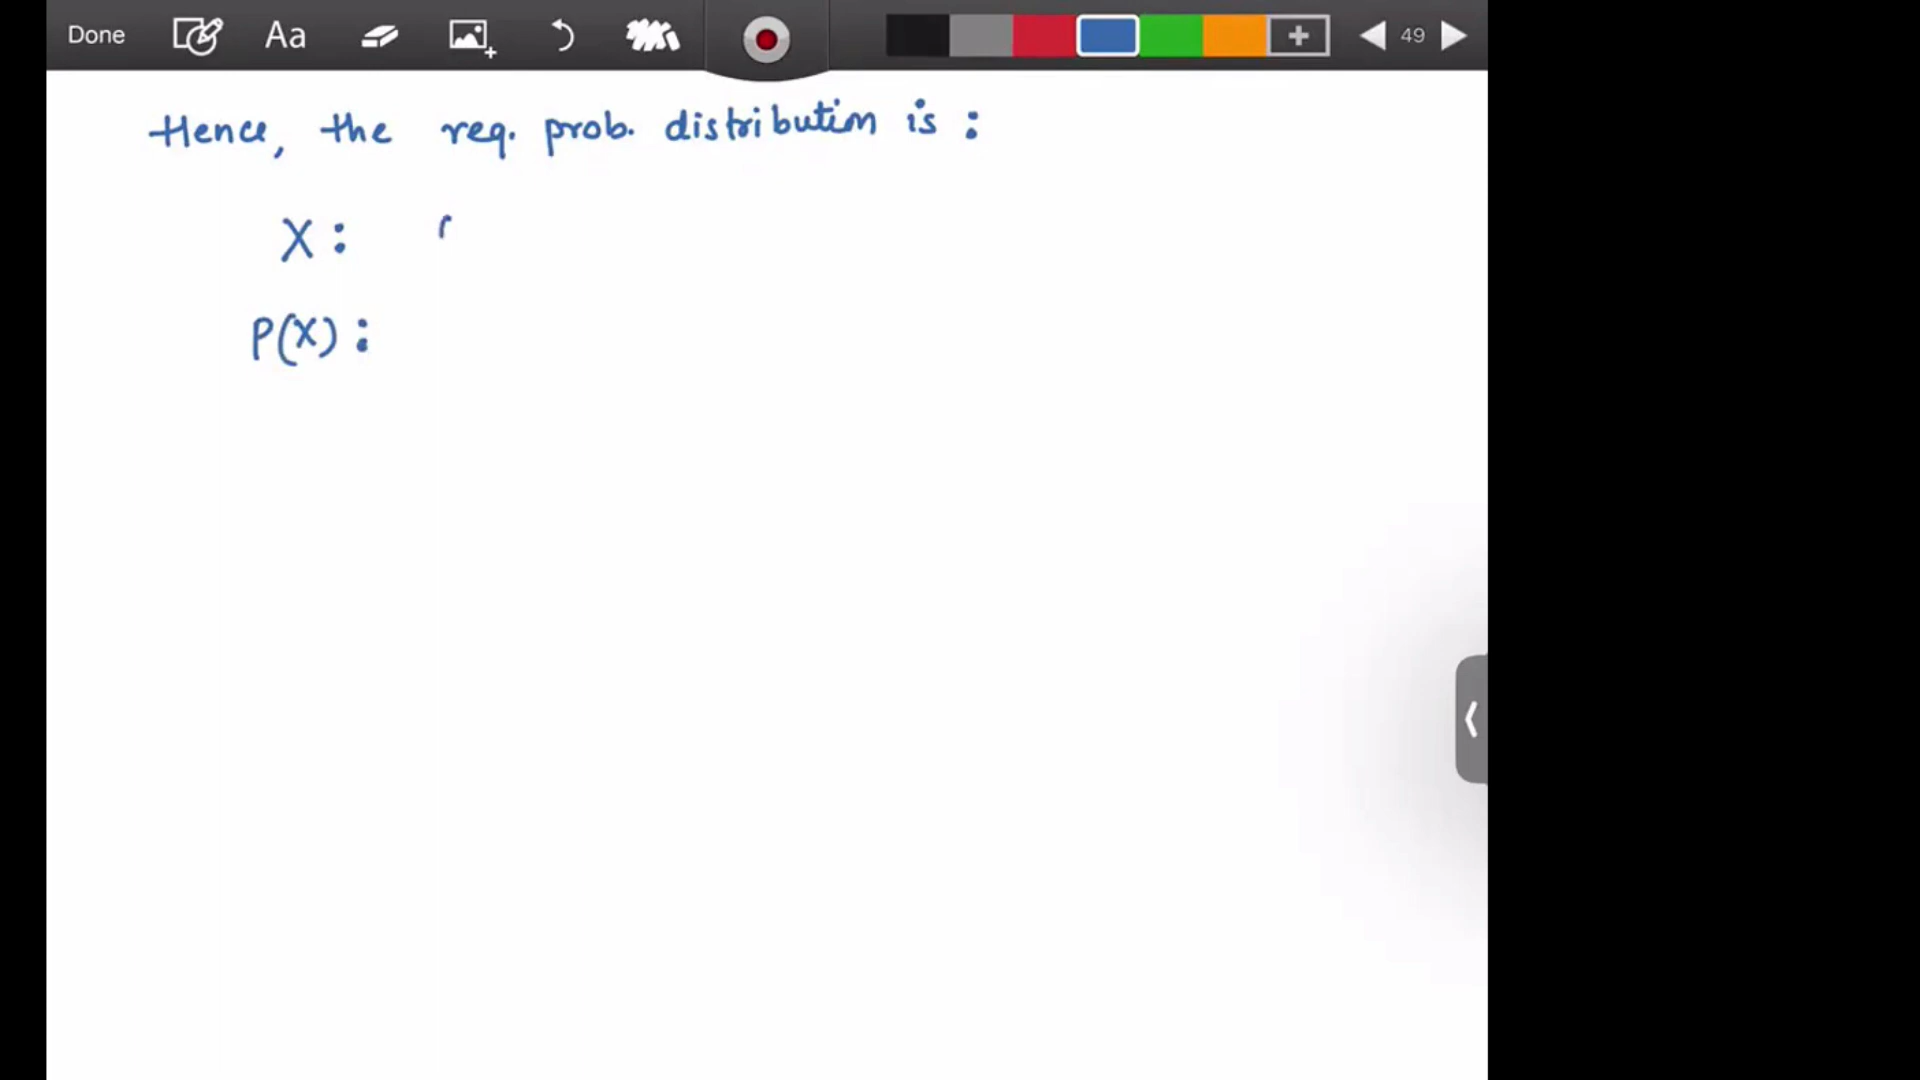 Done Aa 49
Hence, the req. prob. distribution is :
X :
P(X) :